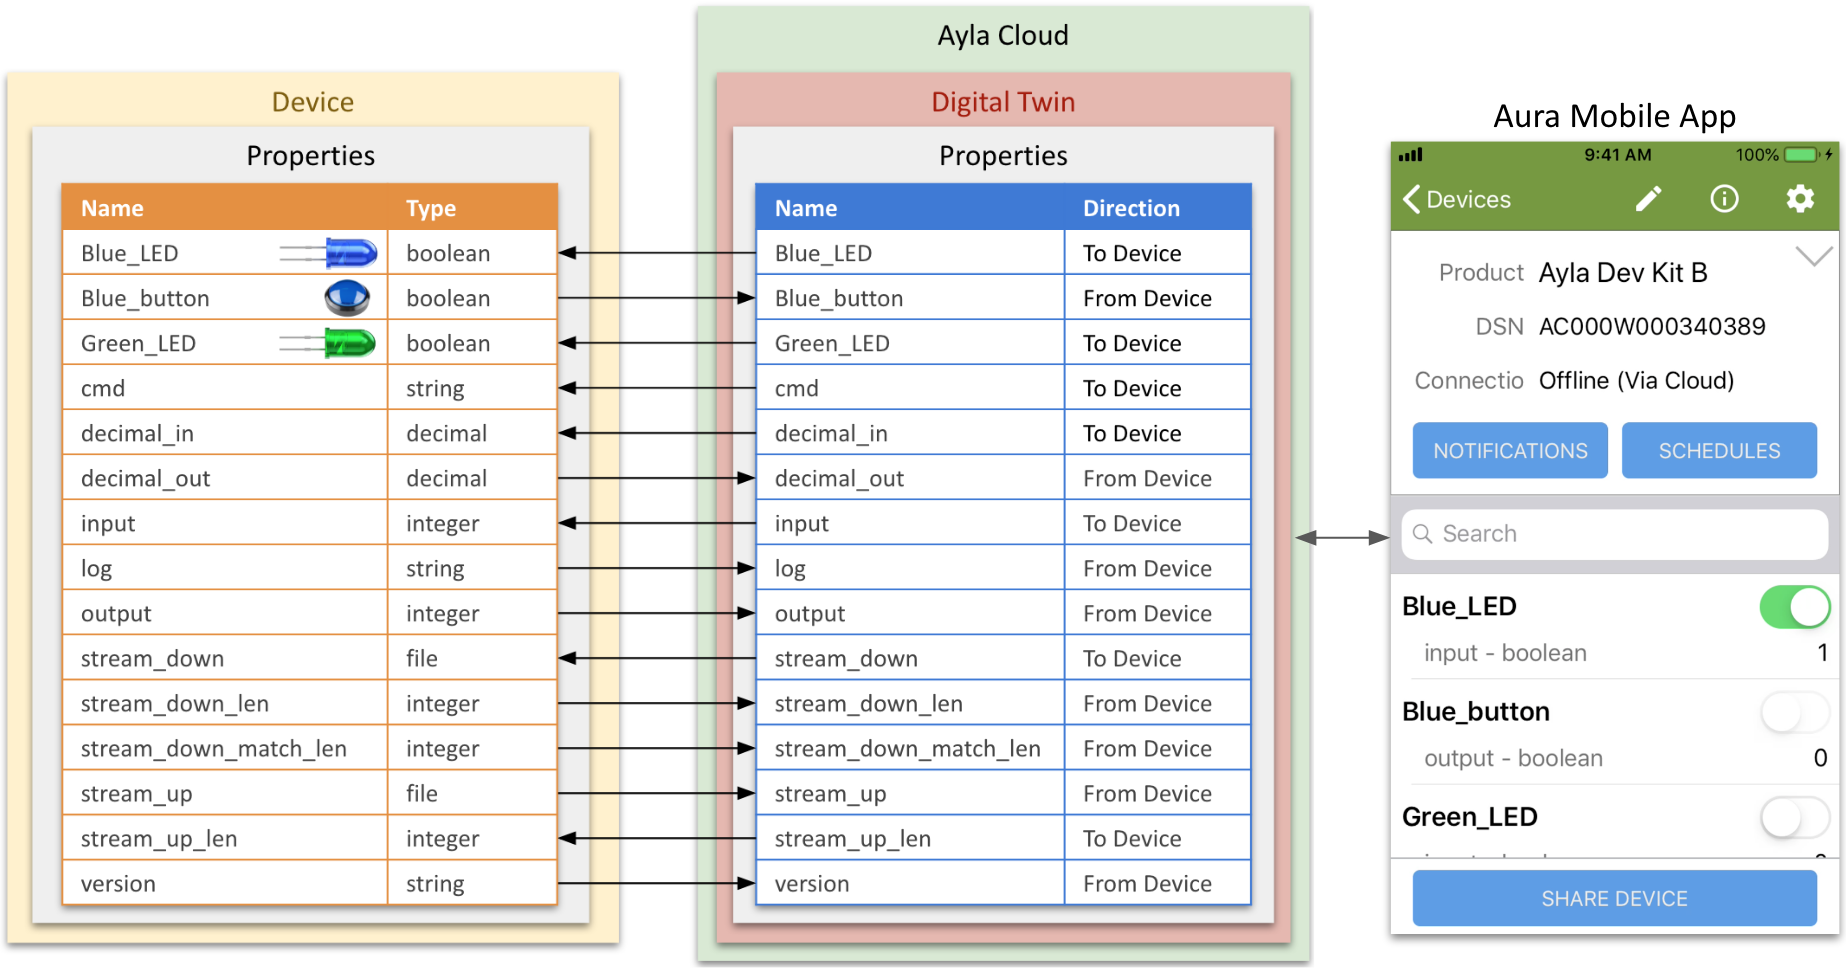 Ayla Cloud
Device
Digital Twin
Properties
Properties
Name Type
Name Direction
Blue_LED boolean
Blue_LED To Device
Blue_button boolean
Blue_button From Device
Green_LED boolean
Green_LED To Device
cmd string
cmd To Device
decimal_in decimal
decimal_in To Device
decimal_out decimal
decimal_out From Device
input integer
input To Device
log string
log From Device
output integer
output From Device
stream_down file
stream_down To Device
stream_down_len integer
stream_down_len From Device
stream_down_match_len integer
stream_down_match_len From Device
stream_up file
stream_up From Device
stream_up_len integer
stream_up_len To Device
version string
version From Device
Aura Mobile App
9:41 AM 100%
Devices
Product Ayla Dev Kit B
DSN AC000W000340389
Connectio Offline (Via Cloud)
NOTIFICATIONS SCHEDULES
Search
Blue_LED
input - boolean 1
Blue_button
output - boolean 0
Green_LED
SHARE DEVICE